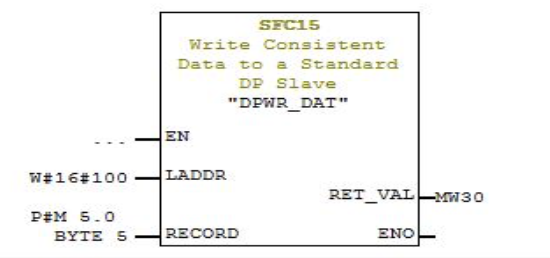 SFC15
Write Consistent
Data to a Standard
DP Slave
"DPWR_DAT"
... EN
W#16#100 LADDR
RET_VAL MW30
P#M 5.0
BYTE 5 RECORD ENO